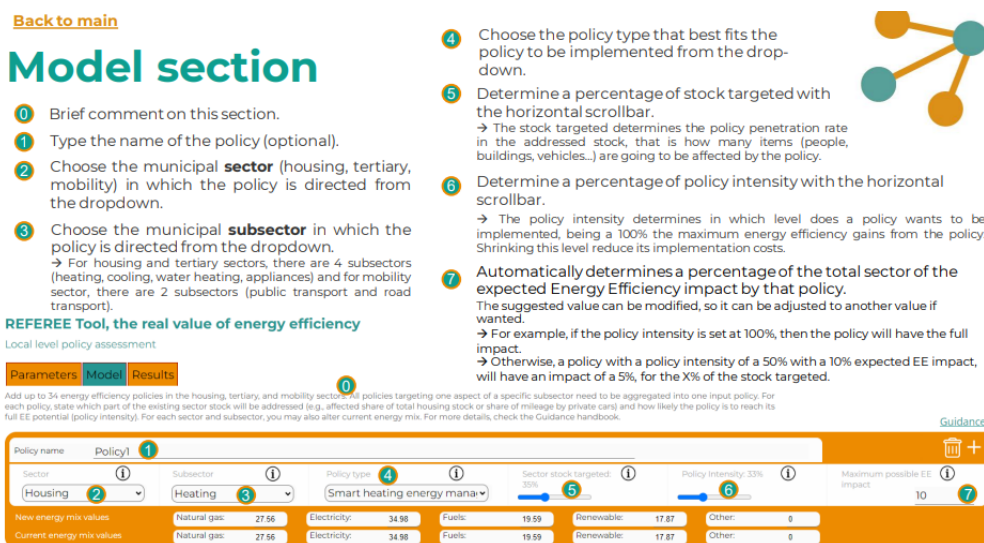 Back to main
Model section
0 Brief comment on this section.
1 Type the name of the policy (optional).
2 Choose the municipal sector (housing, tertiary,
mobility) in which the policy is directed from
the dropdown.
3 Choose the municipal subsector in which the
policy is directed from the dropdown.
→ For housing and tertiary sectors, there are 4 subsectors
(heating, cooling, water heating, appliances) and for mobility
sector, there are 2 subsectors (public transport and road
transport).
4 Choose the policy type that best fits the
policy to be implemented from the drop-
down.
5 Determine a percentage of stock targeted with
the horizontal scrollbar.
→ The stock targeted determines the policy penetration rate
in the addressed stock, that is how many items (people,
buildings, vehicles...) are going to be affected by the policy.
6 Determine a percentage of policy intensity with the horizontal
scrollbar.
→ The policy intensity determines in which level does a policy wants to be
implemented, being a 100% the maximum energy efficiency gains from the policy.
Shrinking this level reduce its implementation costs.
7 Automatically determines a percentage of the total sector of the
expected Energy Efficiency impact by that policy.
The suggested value can be modified, so it can be adjusted to another value if
wanted.
→ For example, if the policy intensity is set at 100%, then the policy will have the full
impact.
→ Otherwise, a policy with a policy intensity of a 50% with a 10% expected EE impact,
will have an impact of a 5%, for the X% of the stock targeted.
REFEREE Tool, the real value of energy efficiency
Local level policy assessment
Parameters Model Results
0
Add up to 34 energy efficiency policies in the housing, tertiary, and mobility sectors. All policies targeting one aspect of a specific subsector need to be aggregated into one input policy. For
each policy, state which part of the existing sector stock will be addressed (e.g., affected share of total housing stock or share of mileage by private cars) and how likely the policy is to reach its
full EE potential (policy intensity). For each sector and subsector, you may also alter current energy mix. For more details, check the Guidance handbook.
Guidance
Policy name Policy1 1
Sector i Subsector i Policy type 4 i Sector stock targeted: 35% i Policy Intensity: 33% i Maximum possible EE impact i
Housing 2 Heating 3 Smart heating energy mana 5 6 10 7
New energy mix values Natural gas: 27.56 Electricity: 34.98 Fuels: 19.59 Renewable: 17.87 Other: 0
Current energy mix values Natural gas: 27.56 Electricity: 34.98 Fuels: 19.59 Renewable: 17.87 Other: 0